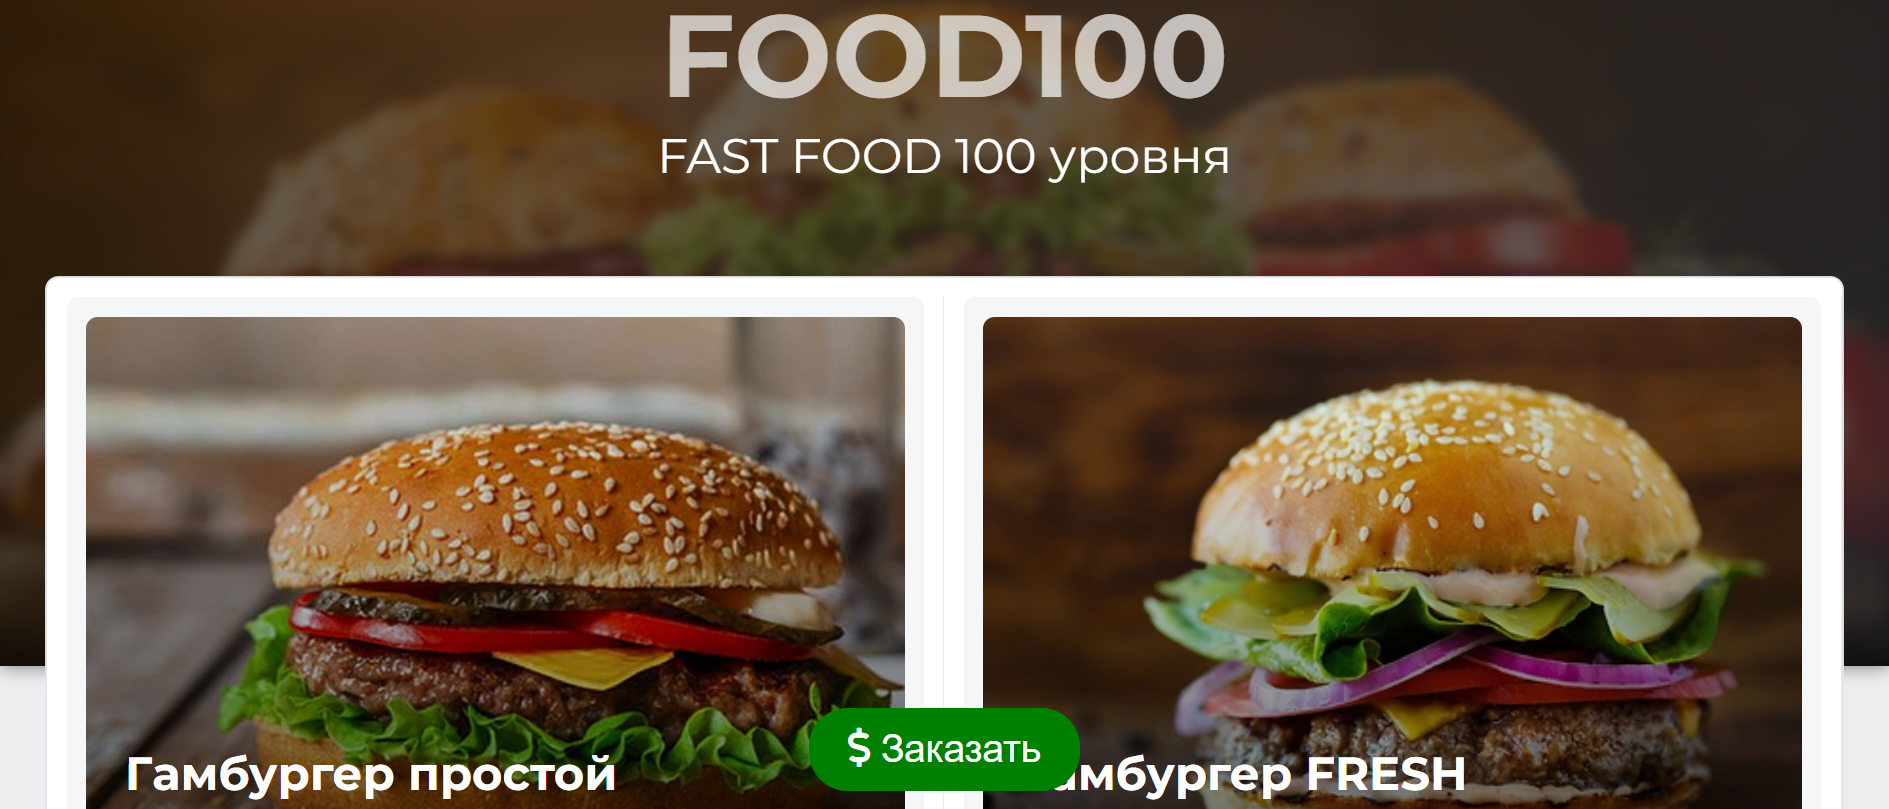 FOOD100
FAST FOOD 100 уровня
$ Заказать
Гамбургер простой
амбургер FRESH